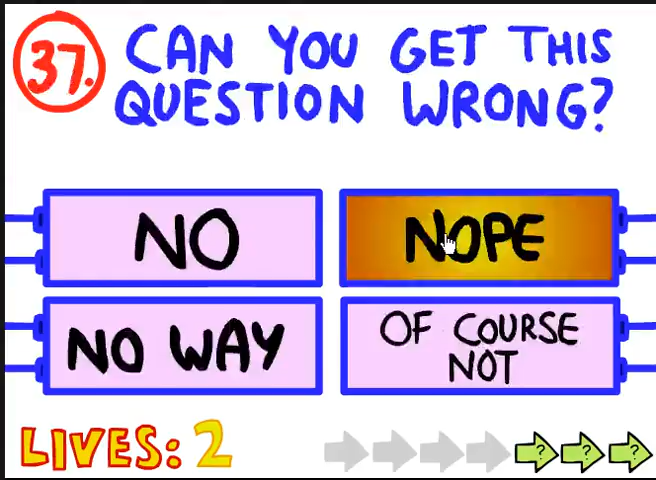 37. CAN YOU GET THIS
QUESTION WRONG?
NO
NOPE
NO WAY
OF COURSE
NOT
LIVES: 2
? ? ?